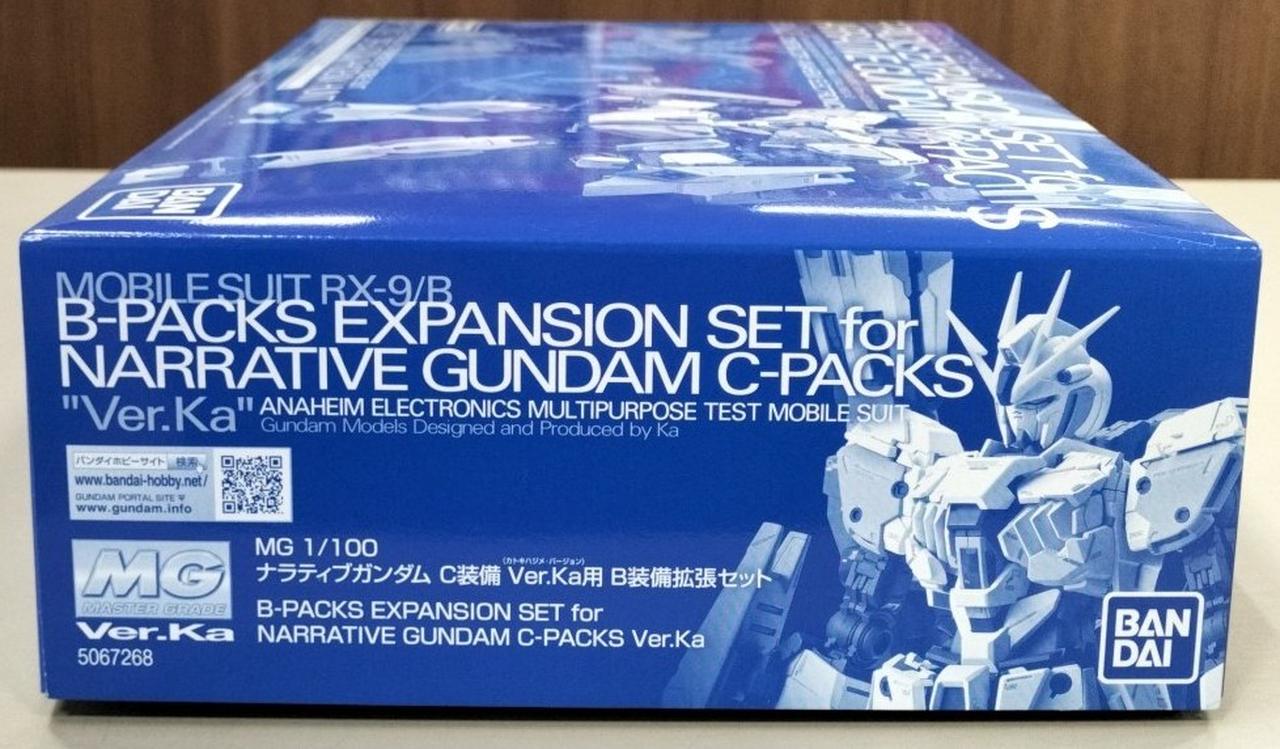 BAN
DAI
MOBILE SUIT RX-9/B
B-PACKS EXPANSION SET for
NARRATIVE GUNDAM C-PACKS
"Ver.Ka" ANAHEIM ELECTRONICS MULTIPURPOSE TEST MOBILE SUIT
Gundam Models Designed and Produced by Ka
バンダイホビーサイト 検索
www.bandai-hobby.net/
GUNDAM PORTAL SITE
www.gundam.info
MG
MASTER GRADE
Ver.Ka
5067268
MG 1/100
(カトキハジメ・バージョン)
ナラティブガンダム C装備 Ver.Ka用 B装備拡張セット
B-PACKS EXPANSION SET for
NARRATIVE GUNDAM C-PACKS Ver.Ka
BAN
DAI